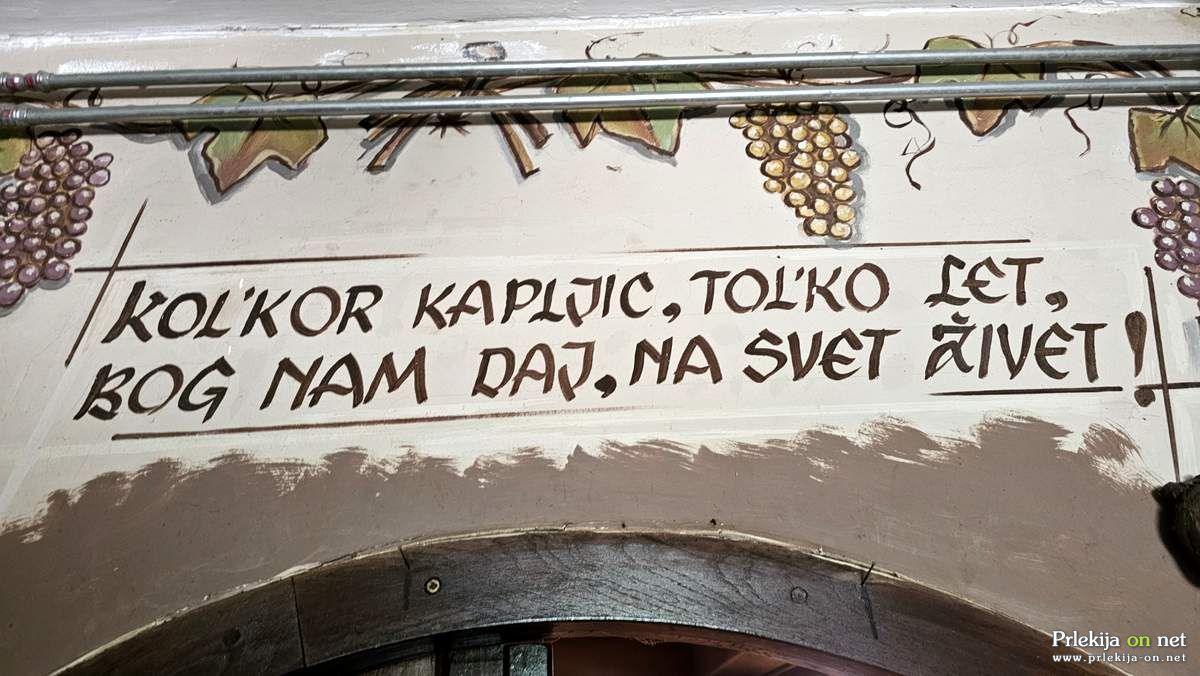 KOL'KOR KAPLJIC, TOL'KO LET,
BOG NAM DAJ, NA SVET ŽIVET!
Prlekija on net
www.prlekija-on.net